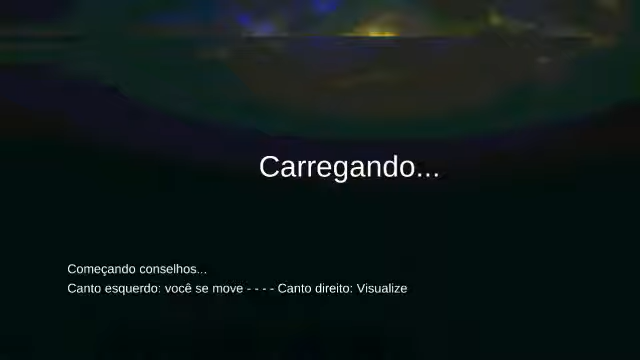 Carregando...
Começando conselhos...
Canto esquerdo: você se move - - - - Canto direito: Visualize